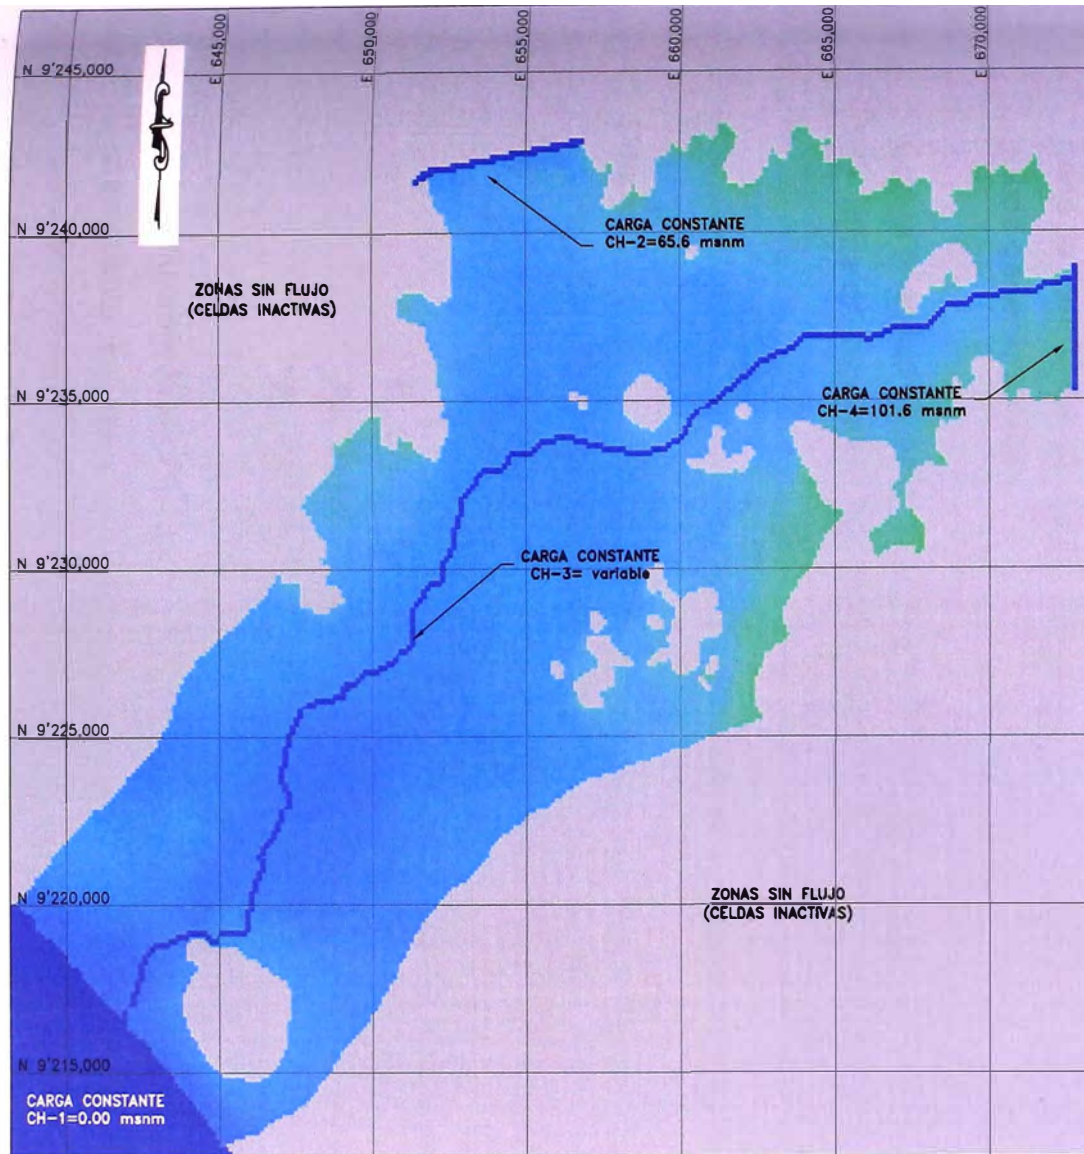 E 645,000
E 650,000
E 655,000
E 660,000
E 665,000
E 670,000
N 9'245,000
N 9'240,000
CARGA CONSTANTE
CH-2=65.6 msnm
ZONAS SIN FLUJO
(CELDAS INACTIVAS)
N 9'235,000
CARGA CONSTANTE
CH-4=101.6 msnm
N 9'230,000
CARGA CONSTANTE
CH-3= variable
N 9'225,000
N 9'220,000
ZONAS SIN FLUJO
(CELDAS INACTIVAS)
N 9'215,000
CARGA CONSTANTE
CH-1=0.00 msnm